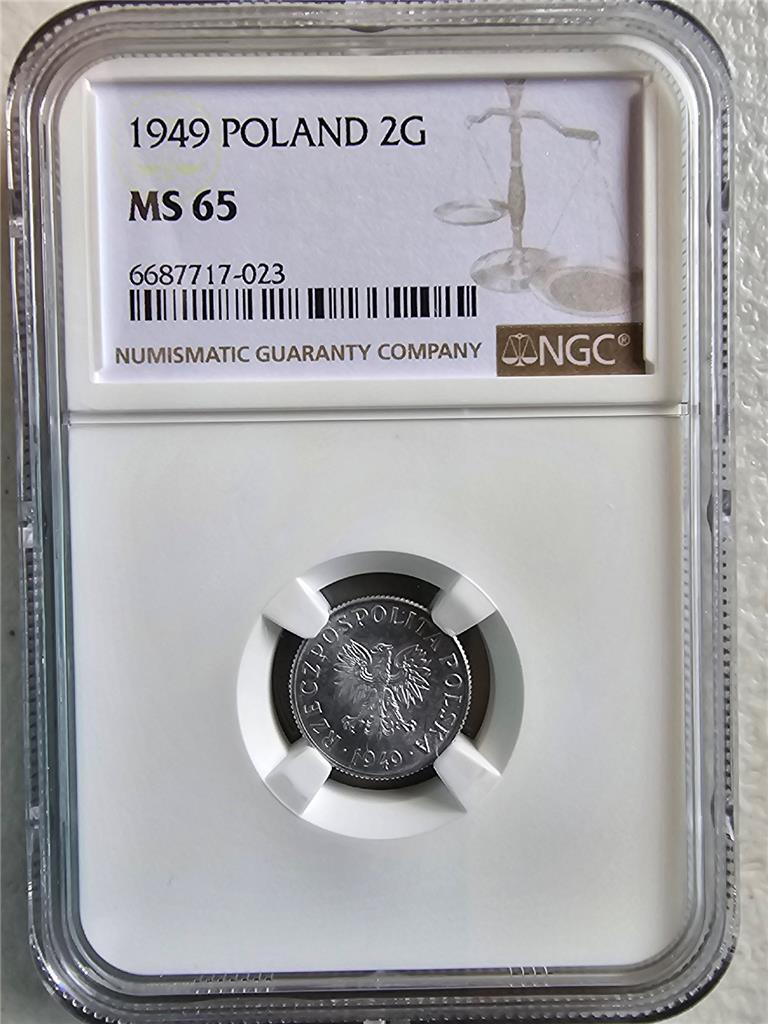 1949 POLAND 2G
MS 65
6687717-023
NUMISMATIC GUARANTY COMPANY
NGC®
RZECZPOSPOLITA POLSKA
· 1949 ·